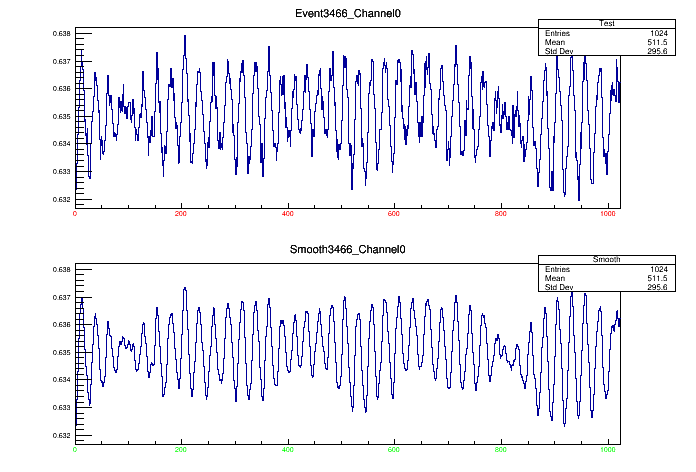 Event3466_Channel0
Test
Entries 1024
Mean 511.5
Std Dev 295.6
0.638
0.637
0.636
0.635
0.634
0.633
0.632
0 200 400 600 800 1000
Smooth3466_Channel0
Smooth
Entries 1024
Mean 511.5
Std Dev 295.6
0.638
0.637
0.636
0.635
0.634
0.633
0.632
0 200 400 600 800 1000